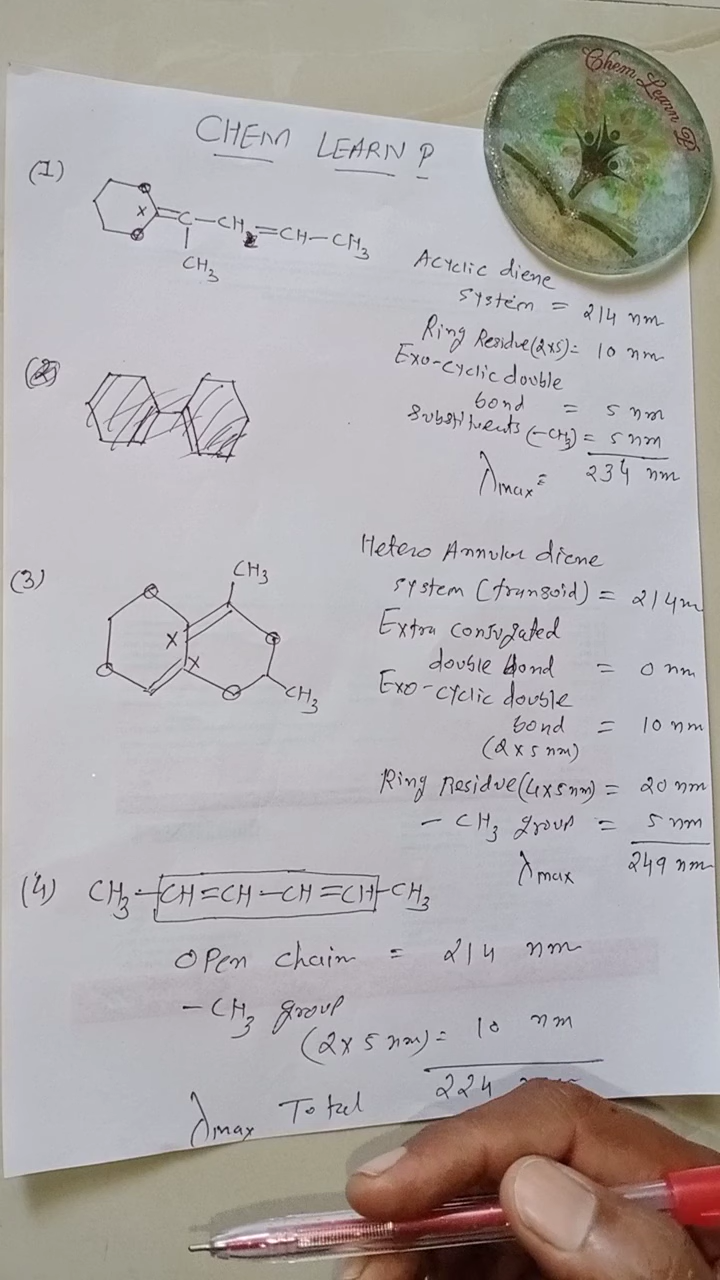 CHEM LEARN P
Chem Learn P
(1)
X =C–CH=CH–CH3
CH3
Acyclic diene
system = 214 nm
Ring Residue (2x5)= 10 nm
Exo-cyclic double
bond = 5 nm
substituents (–CH3) = 5 nm
λmax = 234 nm
(2)
(3)
CH3
X
X
CH3
Hetero Annular diene
system (transoid) = 214 nm
Extra conjugated
double bond = 0 nm
Exo-cyclic double
bond = 10 nm
(2 x 5 nm)
Ring Residue (4x5nm) = 20 nm
– CH3 group = 5 nm
λmax 249 nm
(4) CH3–CH=CH–CH=CH–CH3
Open chain = 214 nm
–CH3 group
(2x5 nm) = 10 nm
λmax Total 224